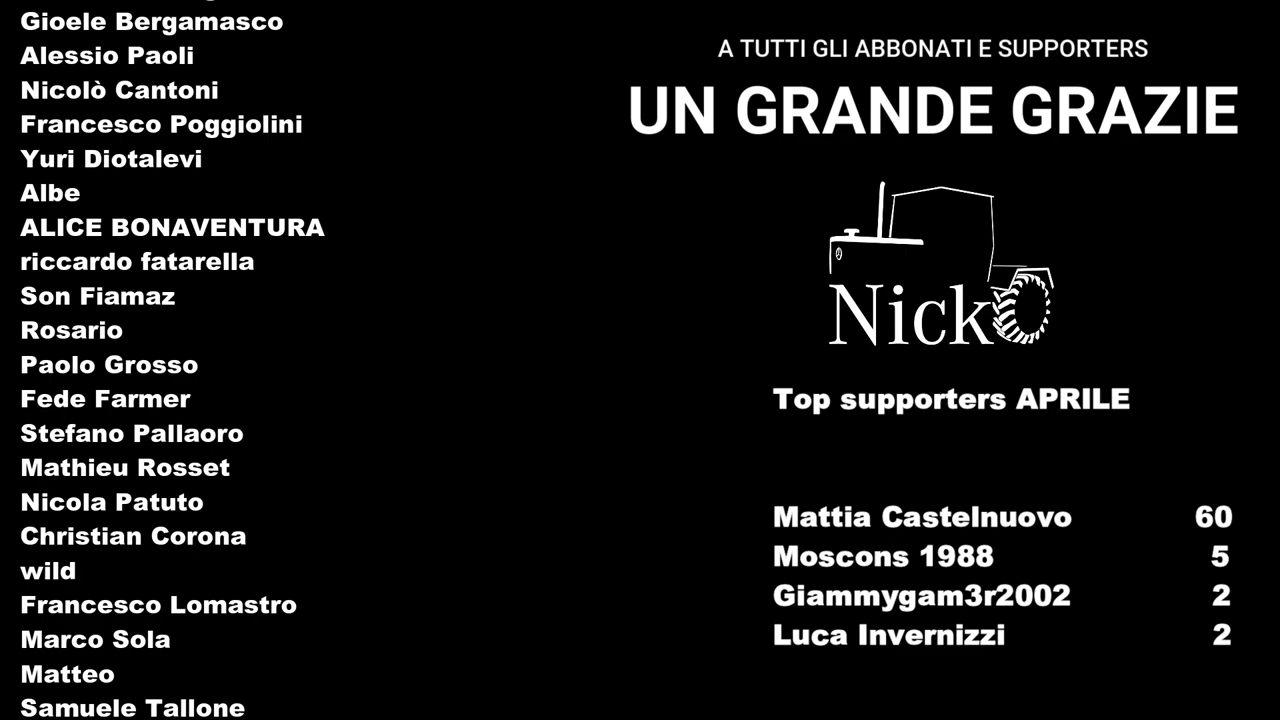 Gioele Bergamasco
Alessio Paoli
Nicolò Cantoni
Francesco Poggiolini
Yuri Diotalevi
Albe
ALICE BONAVENTURA
riccardo fatarella
Son Fiamaz
Rosario
Paolo Grosso
Fede Farmer
Stefano Pallaoro
Mathieu Rosset
Nicola Patuto
Christian Corona
wild
Francesco Lomastro
Marco Sola
Matteo
Samuele Tallone
A TUTTI GLI ABBONATI E SUPPORTERS
UN GRANDE GRAZIE
Nicko
Top supporters APRILE
Mattia Castelnuovo 60
Moscons 1988 5
Giammygam3r2002 2
Luca Invernizzi 2